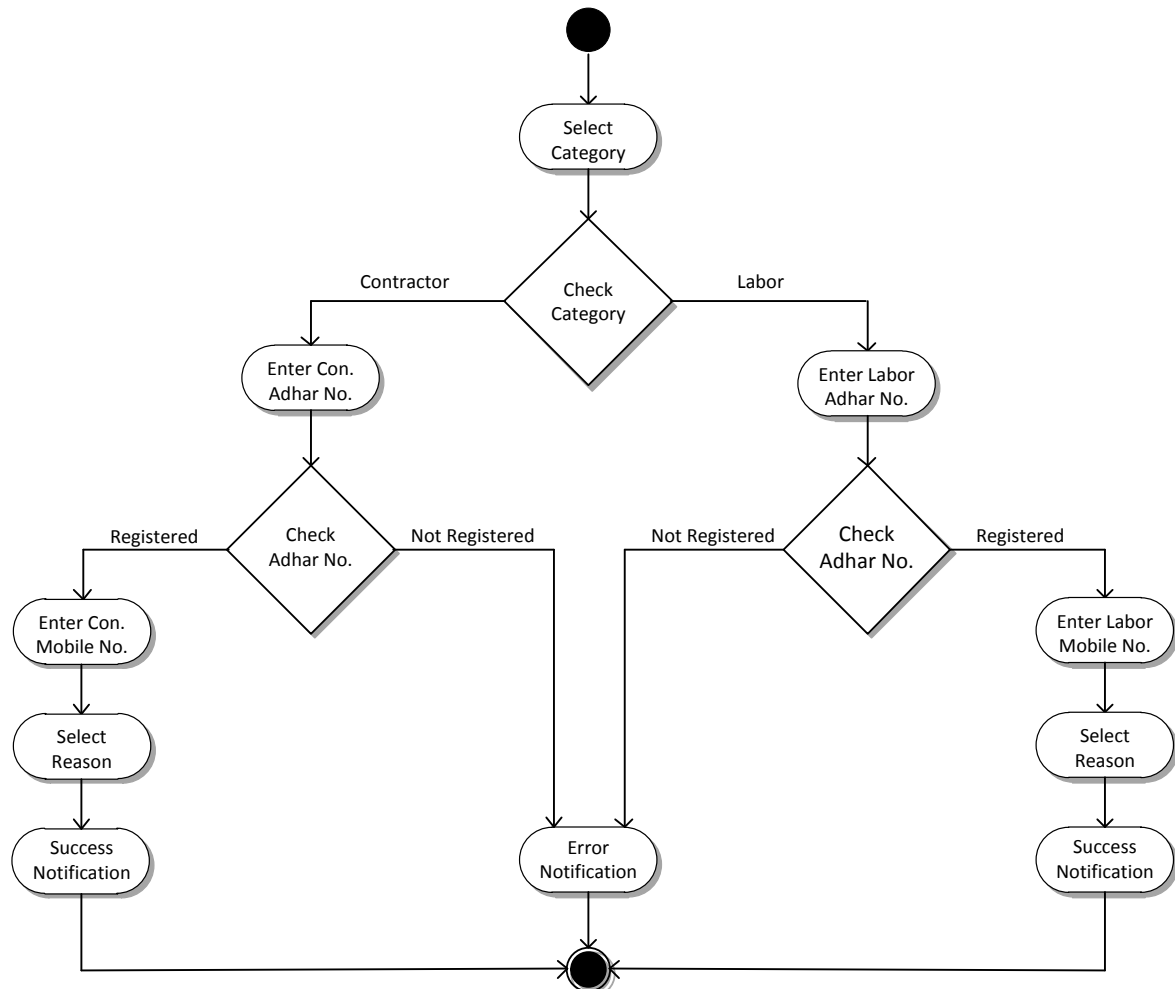 Select
Category
Check
Category
Contractor
Labor
Enter Con.
Adhar No.
Enter Labor
Adhar No.
Check
Adhar No.
Registered
Not Registered
Check
Adhar No.
Not Registered
Registered
Enter Con.
Mobile No.
Enter Labor
Mobile No.
Select
Reason
Select
Reason
Success
Notification
Error
Notification
Success
Notification